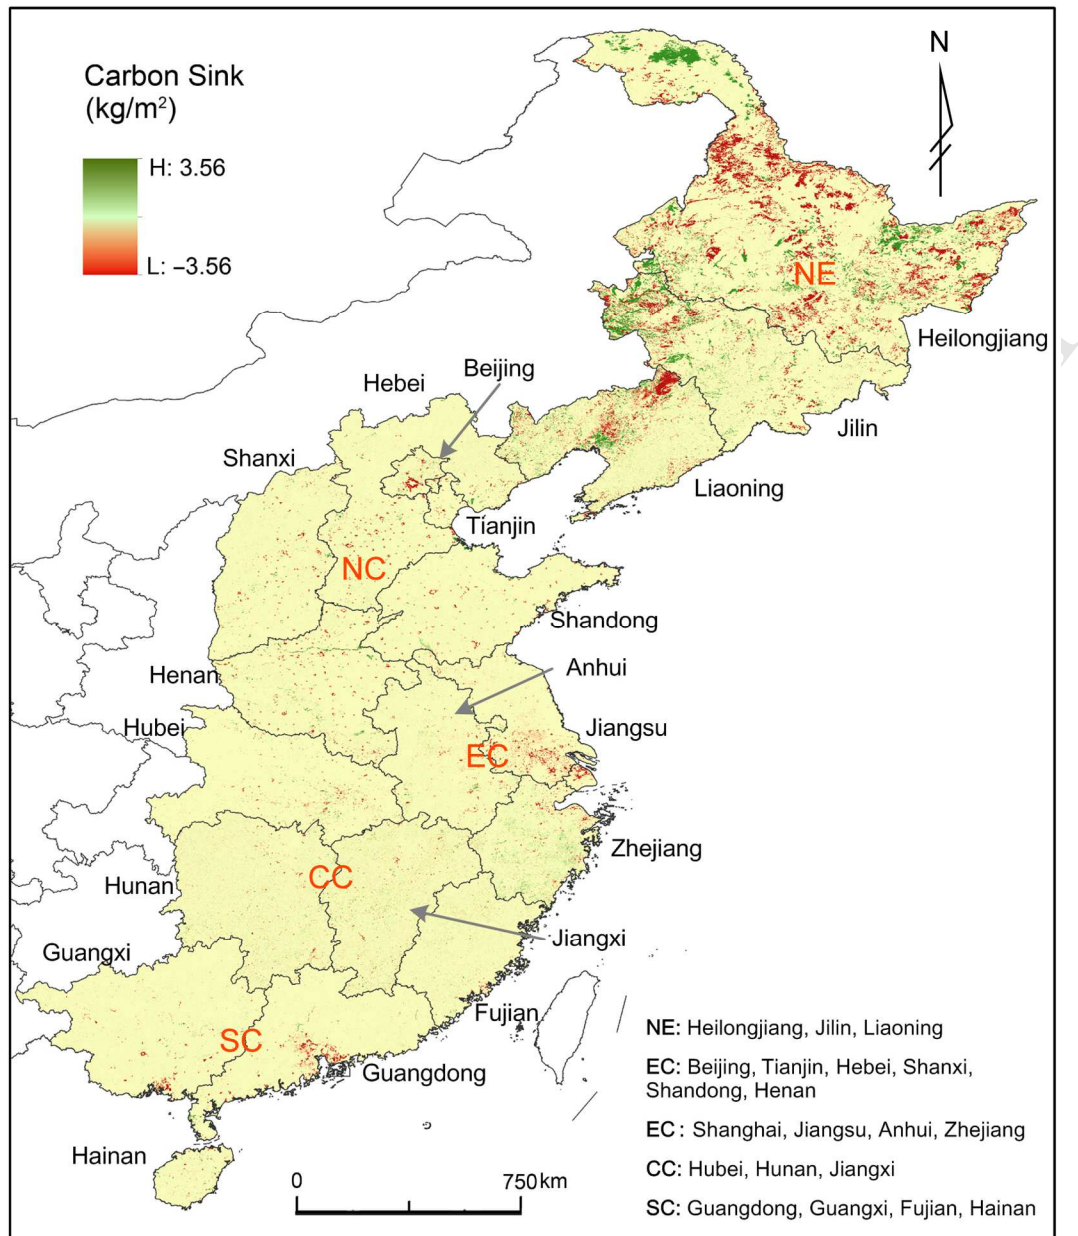 N
Carbon Sink
(kg/m²)
H: 3.56
L: −3.56
NE
Heilongjiang
Beijing
Hebei
Jilin
Shanxi
Liaoning
Tianjin
NC
Shandong
Anhui
Henan
Hubei
Jiangsu
EC
Zhejiang
CC
Hunan
Jiangxi
Guangxi
Fujian
SC
Guangdong
Hainan
0 750 km
NE: Heilongjiang, Jilin, Liaoning
EC: Beijing, Tianjin, Hebei, Shanxi,
Shandong, Henan
EC: Shanghai, Jiangsu, Anhui, Zhejiang
CC: Hubei, Hunan, Jiangxi
SC: Guangdong, Guangxi, Fujian, Hainan